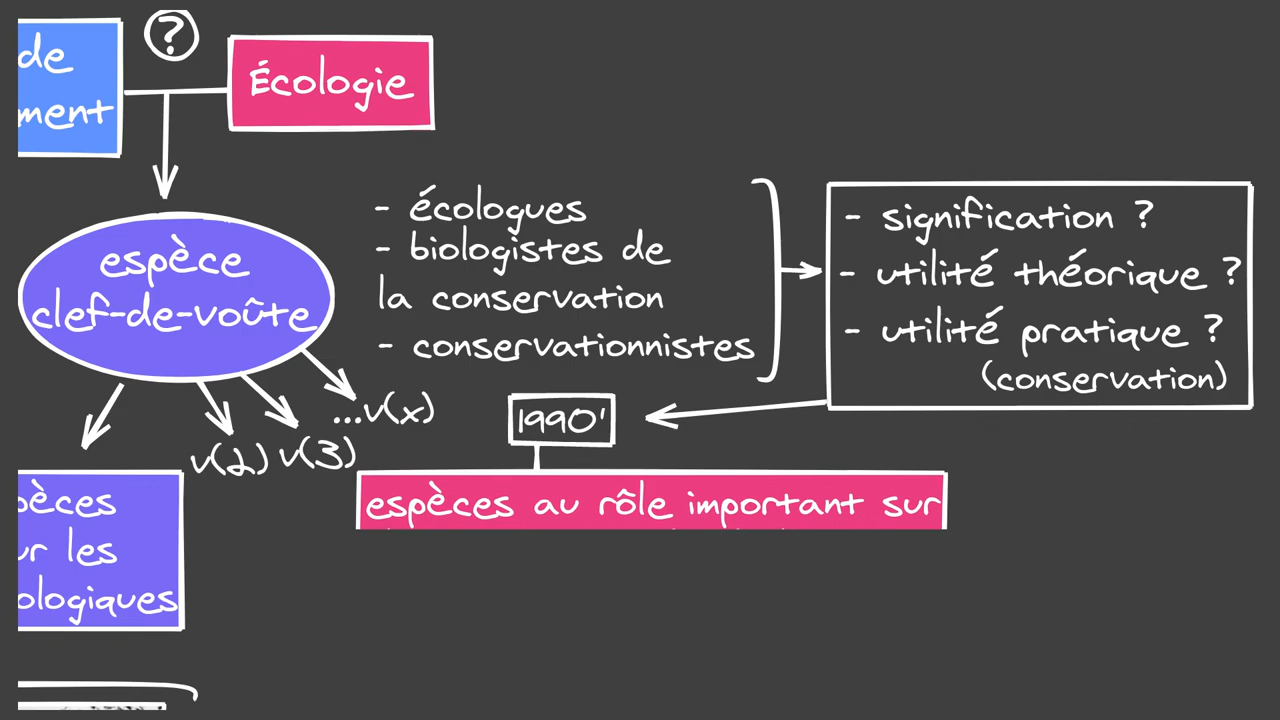 de
?
Écologie
ment
- écologues
- biologistes de
la conservation
- conservationnistes
- signification ?
- utilité théorique ?
- utilité pratique ?
(conservation)
espèce
clef-de-voûte
...v(x)
v(2) v(3)
1990'
espèces au rôle important sur
pèces
ur les
ologiques